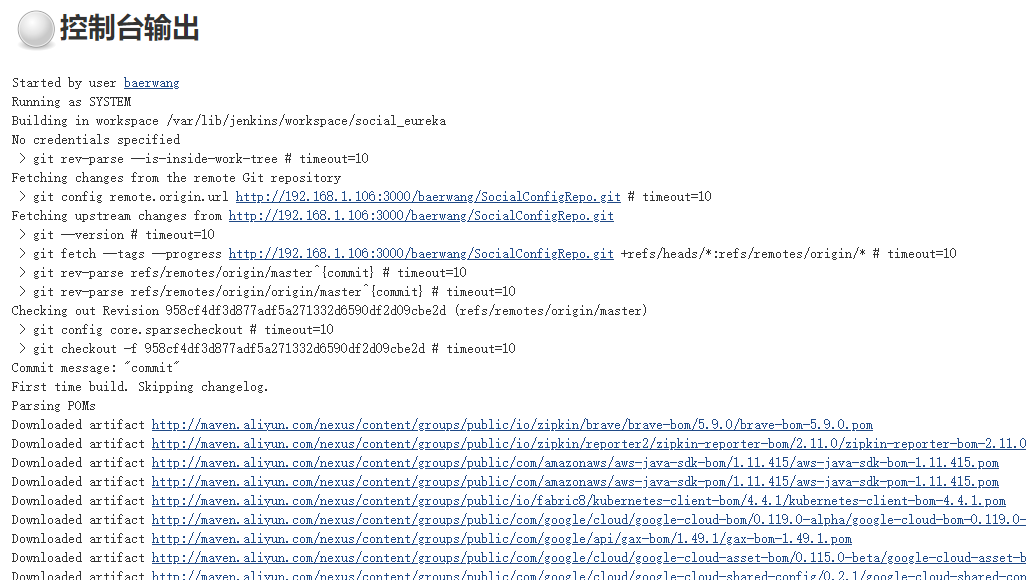 控制台输出
Started by user baerwang
Running as SYSTEM
Building in workspace /var/lib/jenkins/workspace/social_eureka
No credentials specified
> git rev-parse --is-inside-work-tree # timeout=10
Fetching changes from the remote Git repository
> git config remote.origin.url http://192.168.1.106:3000/baerwang/SocialConfigRepo.git # timeout=10
Fetching upstream changes from http://192.168.1.106:3000/baerwang/SocialConfigRepo.git
> git --version # timeout=10
> git fetch --tags --progress http://192.168.1.106:3000/baerwang/SocialConfigRepo.git +refs/heads/*:refs/remotes/origin/* # timeout=10
> git rev-parse refs/remotes/origin/master^{commit} # timeout=10
> git rev-parse refs/remotes/origin/origin/master^{commit} # timeout=10
Checking out Revision 958cf4df3d877adf5a271332d6590df2d09cbe2d (refs/remotes/origin/master)
> git config core.sparsecheckout # timeout=10
> git checkout -f 958cf4df3d877adf5a271332d6590df2d09cbe2d # timeout=10
Commit message: "commit"
First time build. Skipping changelog.
Parsing POMs
Downloaded artifact http://maven.aliyun.com/nexus/content/groups/public/io/zipkin/brave/brave-bom/5.9.0/brave-bom-5.9.0.pom
Downloaded artifact http://maven.aliyun.com/nexus/content/groups/public/io/zipkin/reporter2/zipkin-reporter-bom/2.11.0/zipkin-reporter-bom-2.11.0
Downloaded artifact http://maven.aliyun.com/nexus/content/groups/public/com/amazonaws/aws-java-sdk-bom/1.11.415/aws-java-sdk-bom-1.11.415.pom
Downloaded artifact http://maven.aliyun.com/nexus/content/groups/public/com/amazonaws/aws-java-sdk-pom/1.11.415/aws-java-sdk-pom-1.11.415.pom
Downloaded artifact http://maven.aliyun.com/nexus/content/groups/public/io/fabric8/kubernetes-client-bom/4.4.1/kubernetes-client-bom-4.4.1.pom
Downloaded artifact http://maven.aliyun.com/nexus/content/groups/public/com/google/cloud/google-cloud-bom/0.119.0-alpha/google-cloud-bom-0.119.0-
Downloaded artifact http://maven.aliyun.com/nexus/content/groups/public/com/google/api/gax-bom/1.49.1/gax-bom-1.49.1.pom
Downloaded artifact http://maven.aliyun.com/nexus/content/groups/public/com/google/cloud/google-cloud-asset-bom/0.115.0-beta/google-cloud-asset-b
Downloaded artifact http://maven.aliyun.com/nexus/content/groups/public/com/google/cloud/google-cloud-shared-config/0.2.1/google-cloud-shared-co